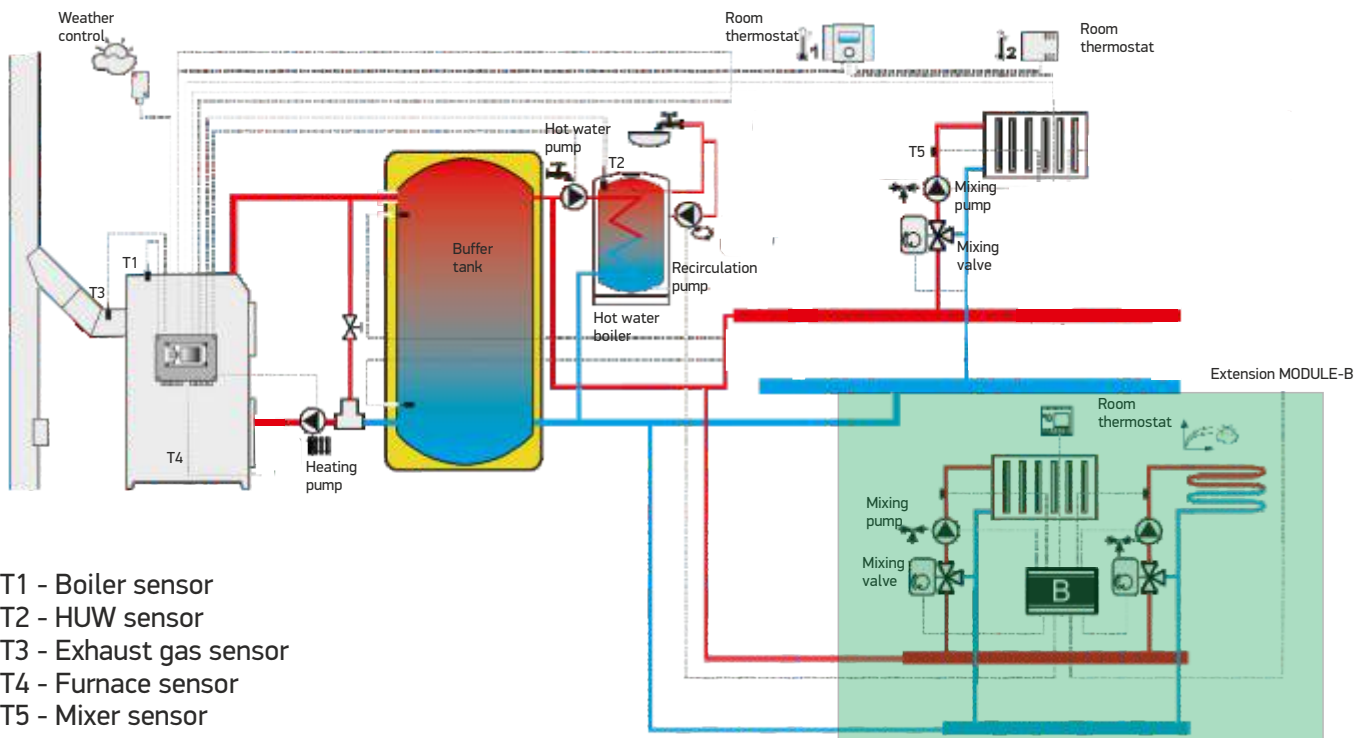 Weather
control
Room
thermostat
1
2
Room
thermostat
Hot water
pump
T2
T5
Mixing
pump
Mixing
valve
Buffer
tank
T1
T3
Recirculation
pump
Hot water
boiler
Extension MODULE-B
Room
thermostat
T4
Heating
pump
Mixing
pump
Mixing
valve
B
T1 - Boiler sensor
T2 - HUW sensor
T3 - Exhaust gas sensor
T4 - Furnace sensor
T5 - Mixer sensor